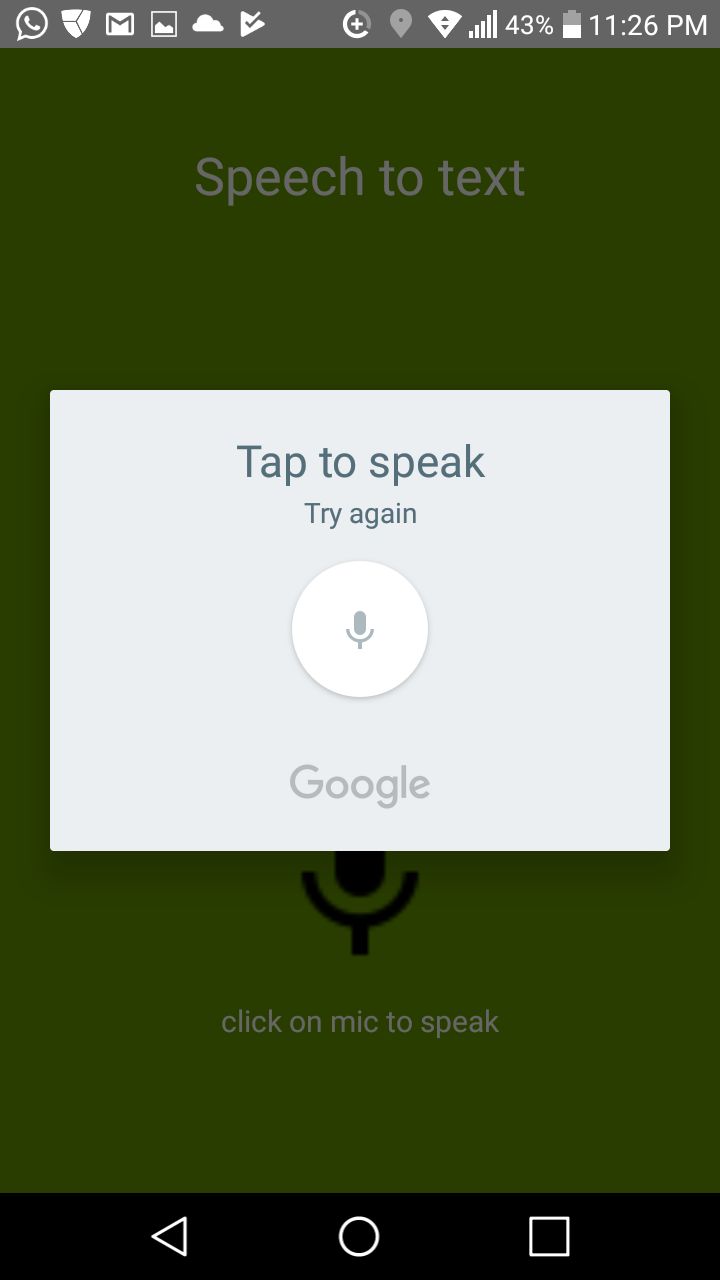 43% 11:26 PM
Speech to text
Tap to speak
Try again
Google
click on mic to speak